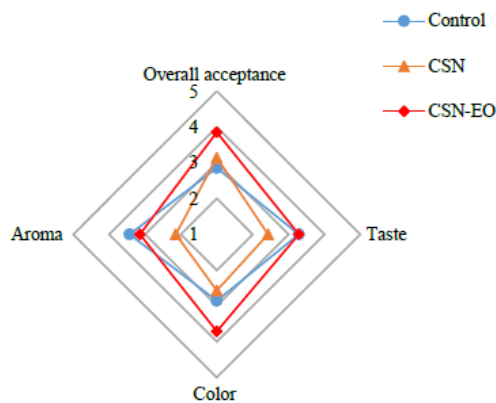 Control
CSN
CSN-EO
Overall acceptance
5
4
3
2
1
Aroma
Taste
Color